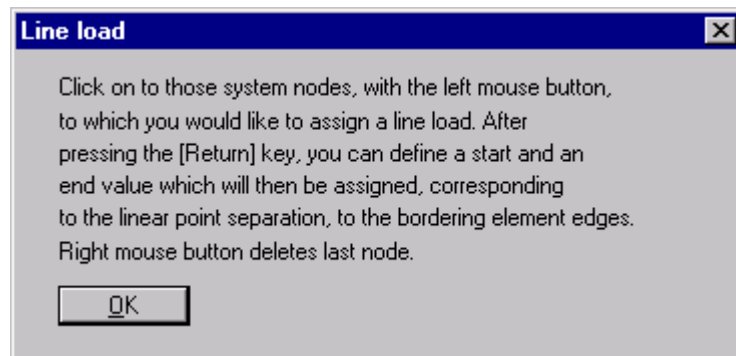 Line load
Click on to those system nodes, with the left mouse button,
to which you would like to assign a line load. After
pressing the [Return] key, you can define a start and an
end value which will then be assigned, corresponding
to the linear point separation, to the bordering element edges.
Right mouse button deletes last node.
OK